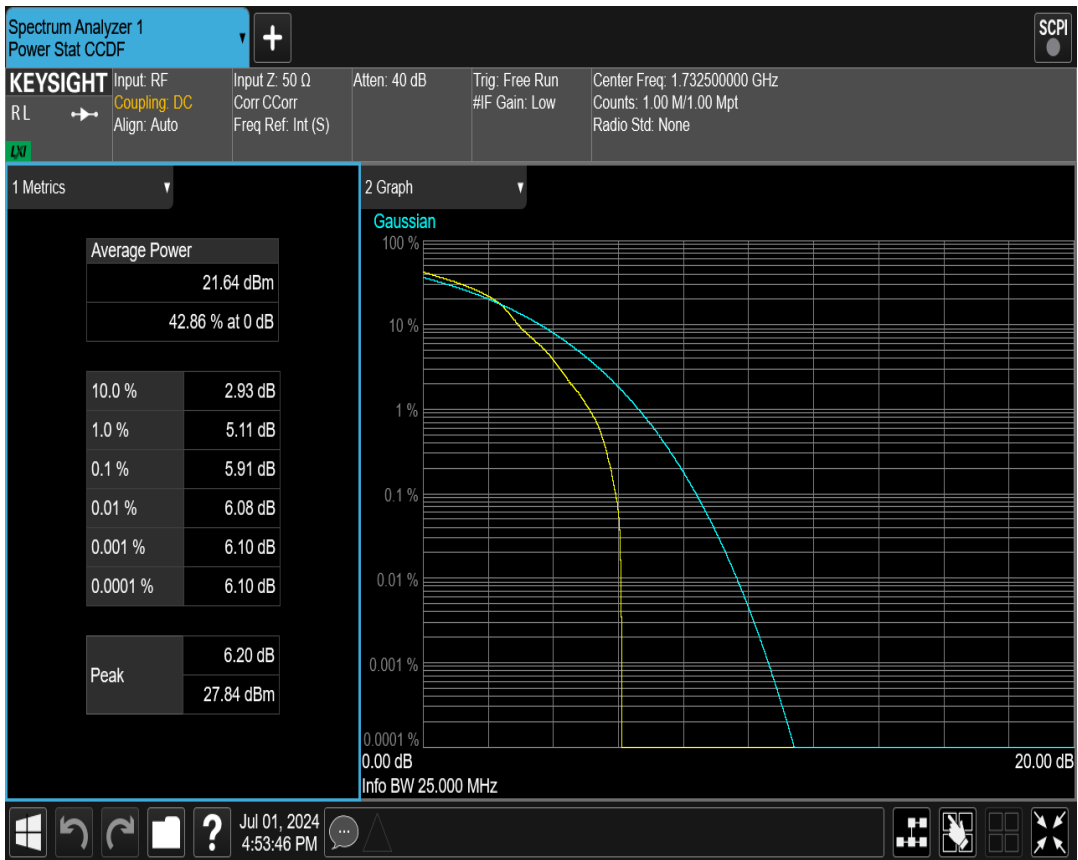 Spectrum Analyzer 1
Power Stat CCDF
▼
+
SCPI
KEYSIGHT
RL
LXI
Input: RF
Coupling: DC
Align: Auto
Input Z: 50 Ω
Corr CCorr
Freq Ref: Int (S)
Atten: 40 dB
Trig: Free Run
#IF Gain: Low
Center Freq: 1.732500000 GHz
Counts: 1.00 M/1.00 Mpt
Radio Std: None
1 Metrics ▼
Average Power
21.64 dBm
42.86 % at 0 dB
10.0 % 2.93 dB
1.0 % 5.11 dB
0.1 % 5.91 dB
0.01 % 6.08 dB
0.001 % 6.10 dB
0.0001 % 6.10 dB
Peak
6.20 dB
27.84 dBm
2 Graph ▼
Gaussian
100 %
10 %
1 %
0.1 %
0.01 %
0.001 %
0.0001 %
0.00 dB 20.00 dB
Info BW 25.000 MHz
?
Jul 01, 2024
4:53:46 PM
...